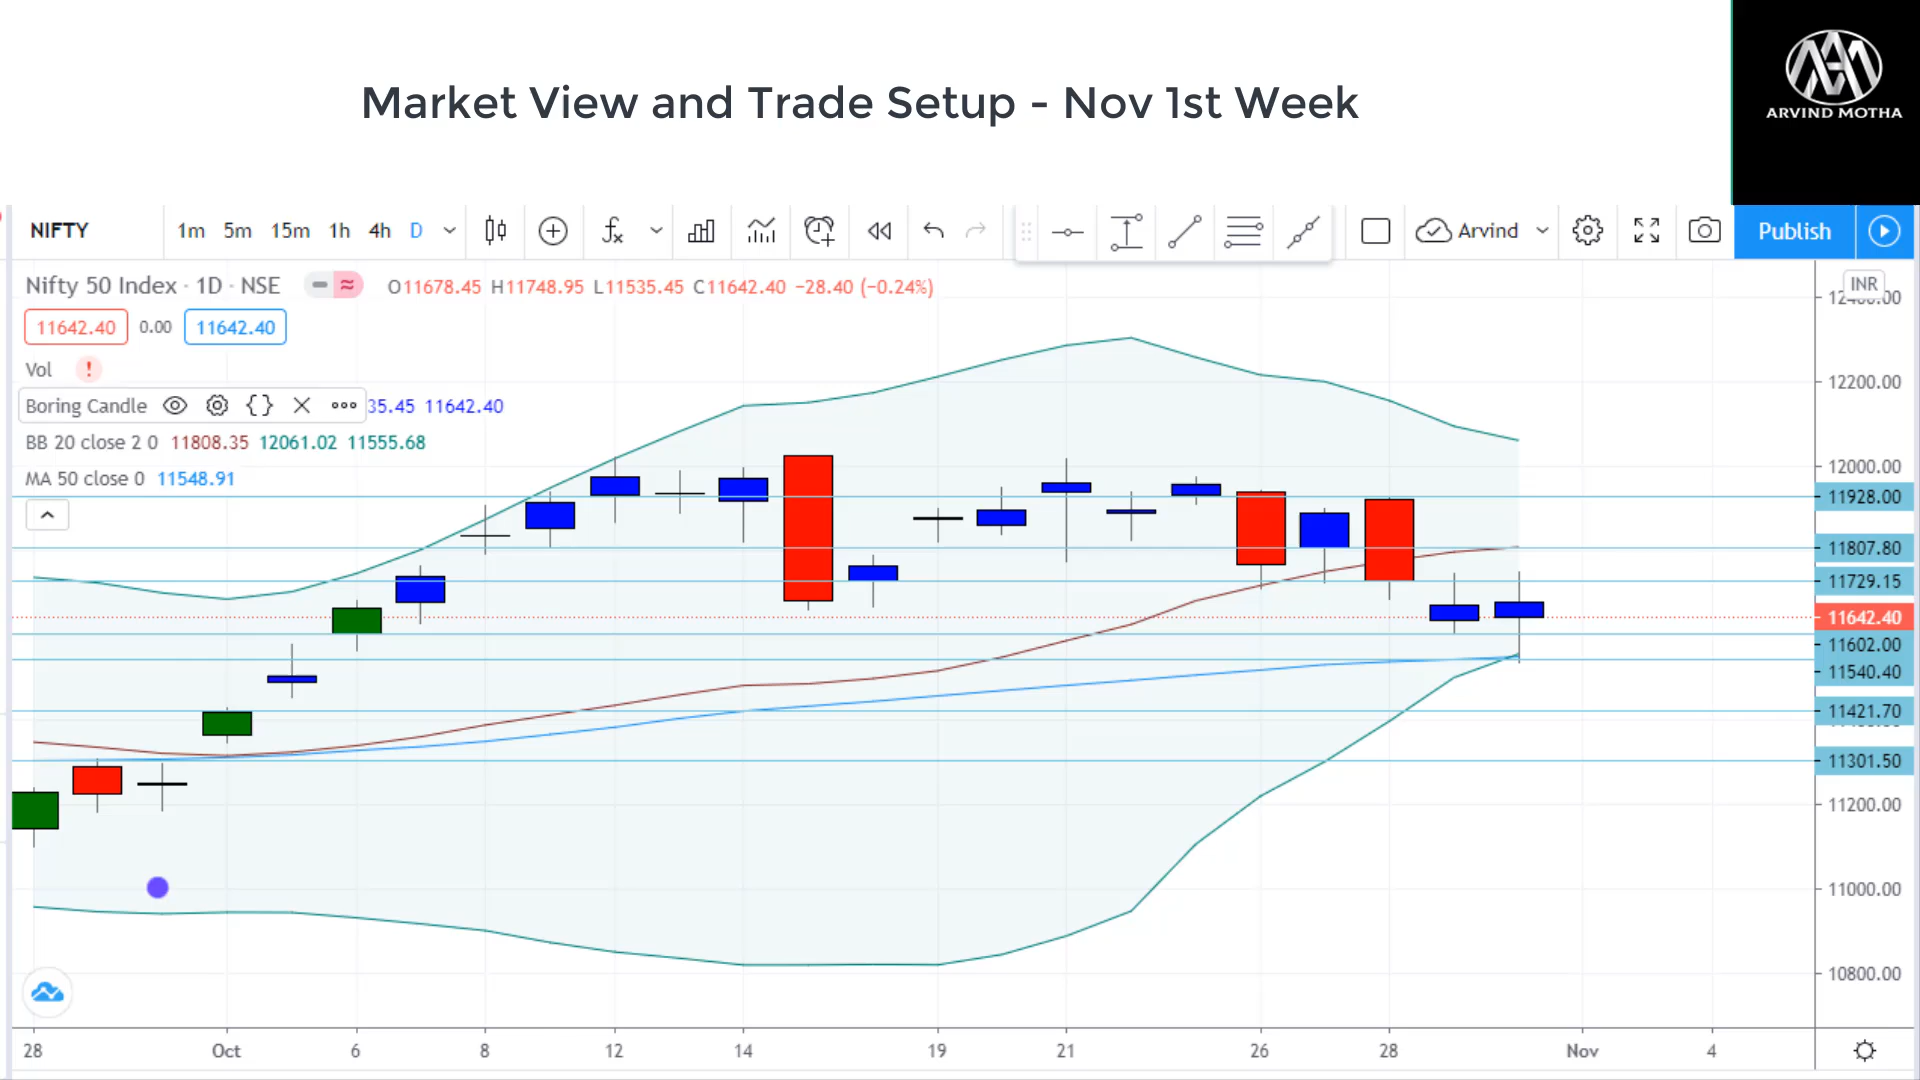 Market View and Trade Setup - Nov 1st Week
ARVIND MOTHA
NIFTY 1m 5m 15m 1h 4h D Arvind Publish
Nifty 50 Index · 1D · NSE O11678.45 H11748.95 L11535.45 C11642.40 −28.40 (−0.24%)
INR
11642.40 0.00 11642.40
Vol !
Boring Candle 35.45 11642.40
BB 20 close 2 0 11808.35 12061.02 11555.68
MA 50 close 0 11548.91
12200.00
12000.00
11928.00
11807.80
11729.15
11642.40
11602.00
11540.40
11421.70
11301.50
11200.00
11000.00
10800.00
28 Oct 6 8 12 14 19 21 26 28 Nov 4